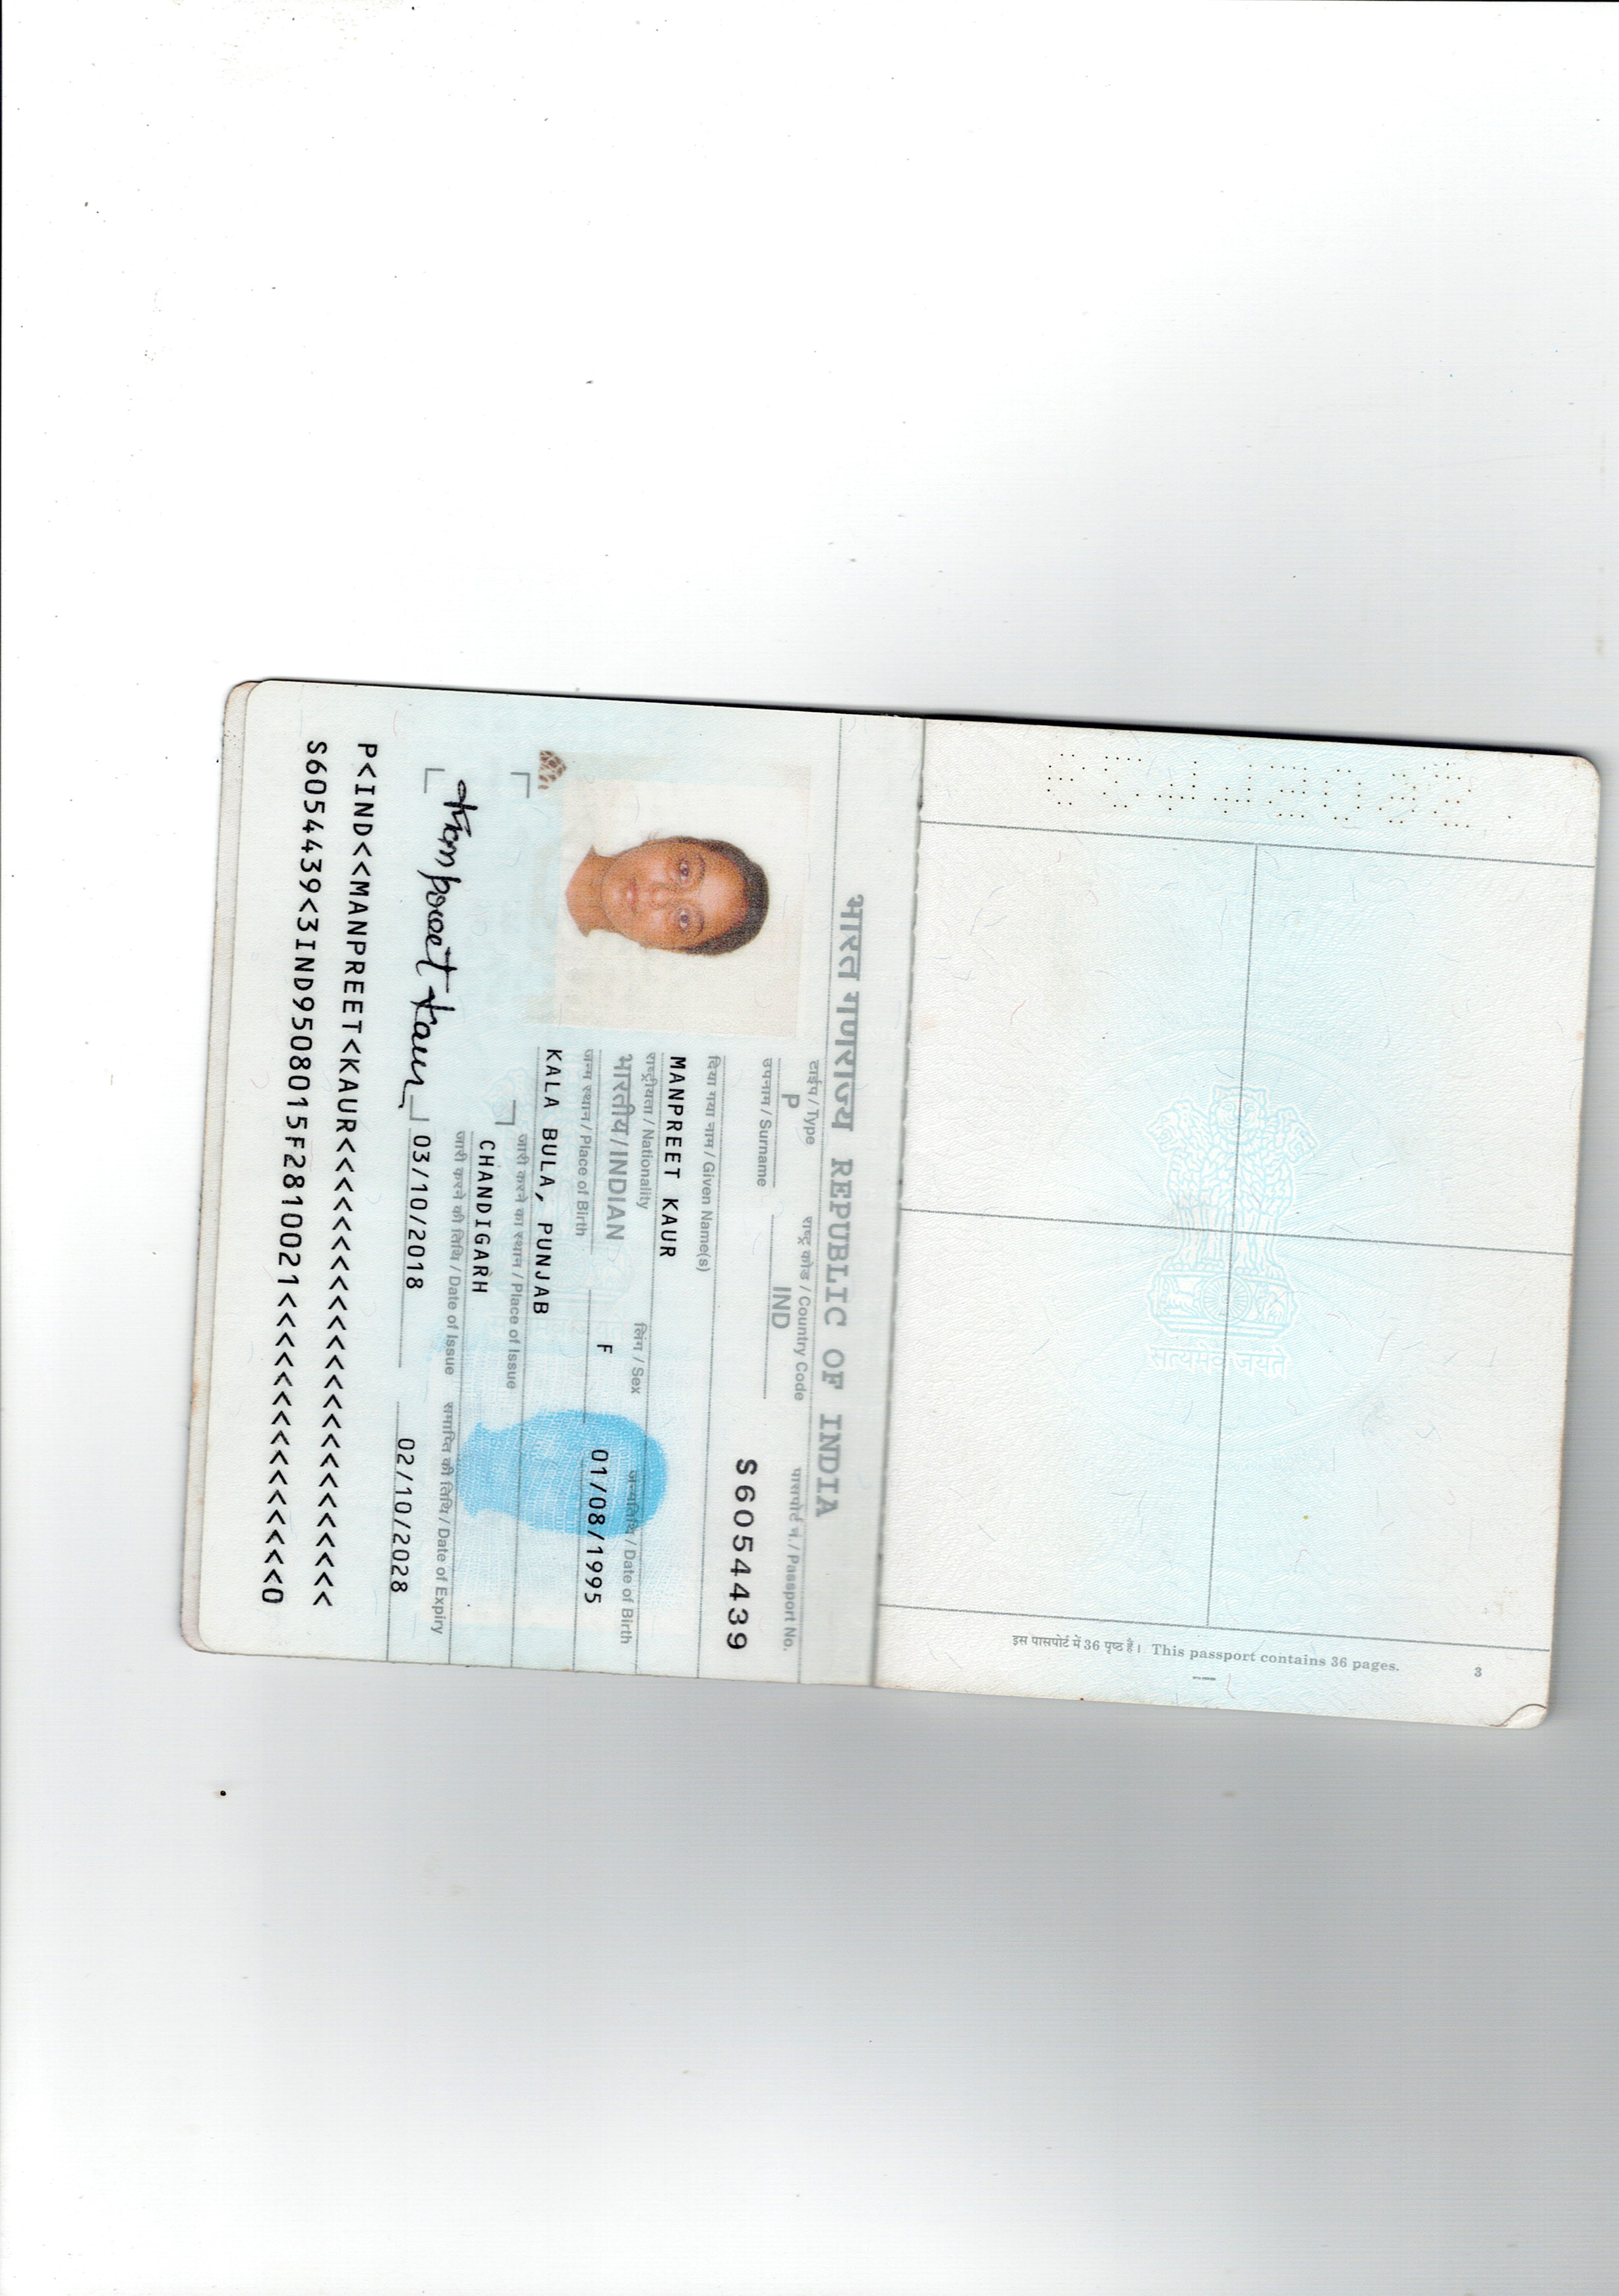 3
इस पासपोर्ट में 36 पृष्ठ हैं। This passport contains 36 pages.
सत्यमेव जयते
भारत गणराज्य REPUBLIC OF INDIA
टाईप / Type
राष्ट्र कोड / Country Code
पासपोर्ट नं. / Passport No.
P
IND
S6054439
उपनाम / Surname
दिया गया नाम / Given Name(s)
MANPREET KAUR
राष्ट्रीयता / Nationality
लिंग / Sex
जन्मतिथि / Date of Birth
भारतीय / INDIAN
F
01/08/1995
जन्म स्थान / Place of Birth
KALA BULA, PUNJAB
जारी करने का स्थान / Place of Issue
CHANDIGARH
जारी करने की तिथि / Date of Issue
समाप्ति की तिथि / Date of Expiry
03/10/2018
02/10/2028
Kaur
P<IND<<MANPREET<KAUR<<<<<<<<<<<<<<<<<<<<<<<<
S6054439<3IND9508015F2810021<<<<<<<<<<<<<<<0